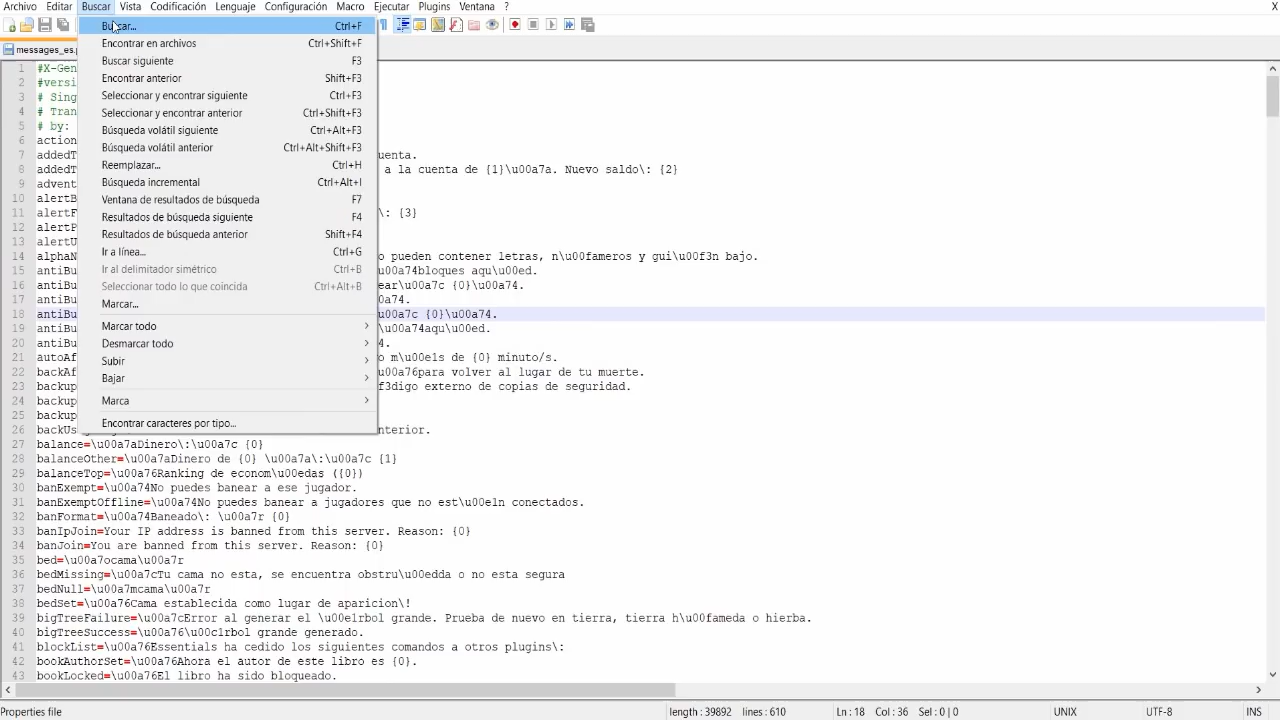 Archivo Editar Buscar Vista Codificación Lenguaje Configuración Macro Ejecutar Plugins Ventana ? X
Buscar... Ctrl+F
Encontrar en archivos Ctrl+Shift+F
Buscar siguiente F3
Encontrar anterior Shift+F3
Seleccionar y encontrar siguiente Ctrl+F3
Seleccionar y encontrar anterior Ctrl+Shift+F3
Búsqueda volátil siguiente Ctrl+Alt+F3
Búsqueda volátil anterior Ctrl+Alt+Shift+F3
Reemplazar... Ctrl+H
Búsqueda incremental Ctrl+Alt+I
Ventana de resultados de búsqueda F7
Resultados de búsqueda siguiente F4
Resultados de búsqueda anterior Shift+F4
Ir a línea... Ctrl+G
Ir al delimitador simétrico Ctrl+B
Seleccionar todo lo que coincida Ctrl+Alt+B
Marcar...
Marcar todo
Desmarcar todo
Subir
Bajar
Marca
Encontrar caracteres por tipo...
messages_es.p
1 #X-Gen
2 #versi
3 # Sing
4 # Tran
5 # by:
6 action
7 addedT uenta.
8 addedT a la cuenta de {1}\u00a7a. Nuevo saldo\: {2}
9 advent
10 alertB
11 alertF \: {3}
12 alertP
13 alertU
14 alphaN o pueden contener letras, n\u00fameros y gui\u00f3n bajo.
15 antiBu \u00a74bloques aqu\u00ed.
16 antiBu ear\u00a7c {0}\u00a74.
17 antiBu 0a74.
18 antiBu u00a7c {0}\u00a74.
19 antiBu \u00a74aqu\u00ed.
20 antiBu 4.
21 autoAf o m\u00e1s de {0} minuto/s.
22 backAf \u00a76para volver al lugar de tu muerte.
23 backup f3digo externo de copias de seguridad.
24 backup
25 backup
26 backUs nterior.
27 balance=\u00a7aDinero\:\u00a7c {0}
28 balanceOther=\u00a7aDinero de {0} \u00a7a\:\u00a7c {1}
29 balanceTop=\u00a76Ranking de econom\u00edas ({0})
30 banExempt=\u00a74No puedes banear a ese jugador.
31 banExemptOffline=\u00a74No puedes banear a jugadores que no est\u00e1n conectados.
32 banFormat=\u00a74Baneado\: \u00a7r {0}
33 banIpJoin=Your IP address is banned from this server. Reason: {0}
34 banJoin=You are banned from this server. Reason: {0}
35 bed=\u00a7ocama\u00a7r
36 bedMissing=\u00a7cTu cama no esta, se encuentra obstru\u00edda o no esta segura
37 bedNull=\u00a7mcama\u00a7r
38 bedSet=\u00a76Cama establecida como lugar de aparicion\!
39 bigTreeFailure=\u00a7cError al generar el \u00e1rbol grande. Prueba de nuevo en tierra, tierra h\u00fameda o hierba.
40 bigTreeSuccess=\u00a76\u00c1rbol grande generado.
41 blockList=\u00a76Essentials ha cedido los siguientes comandos a otros plugins\:
42 bookAuthorSet=\u00a76Ahora el autor de este libro es {0}.
43 bookLocked=\u00a76El libro ha sido bloqueado.
Properties file length : 39892 lines : 610 Ln : 18 Col : 36 Sel : 0 | 0 UNIX UTF-8 INS